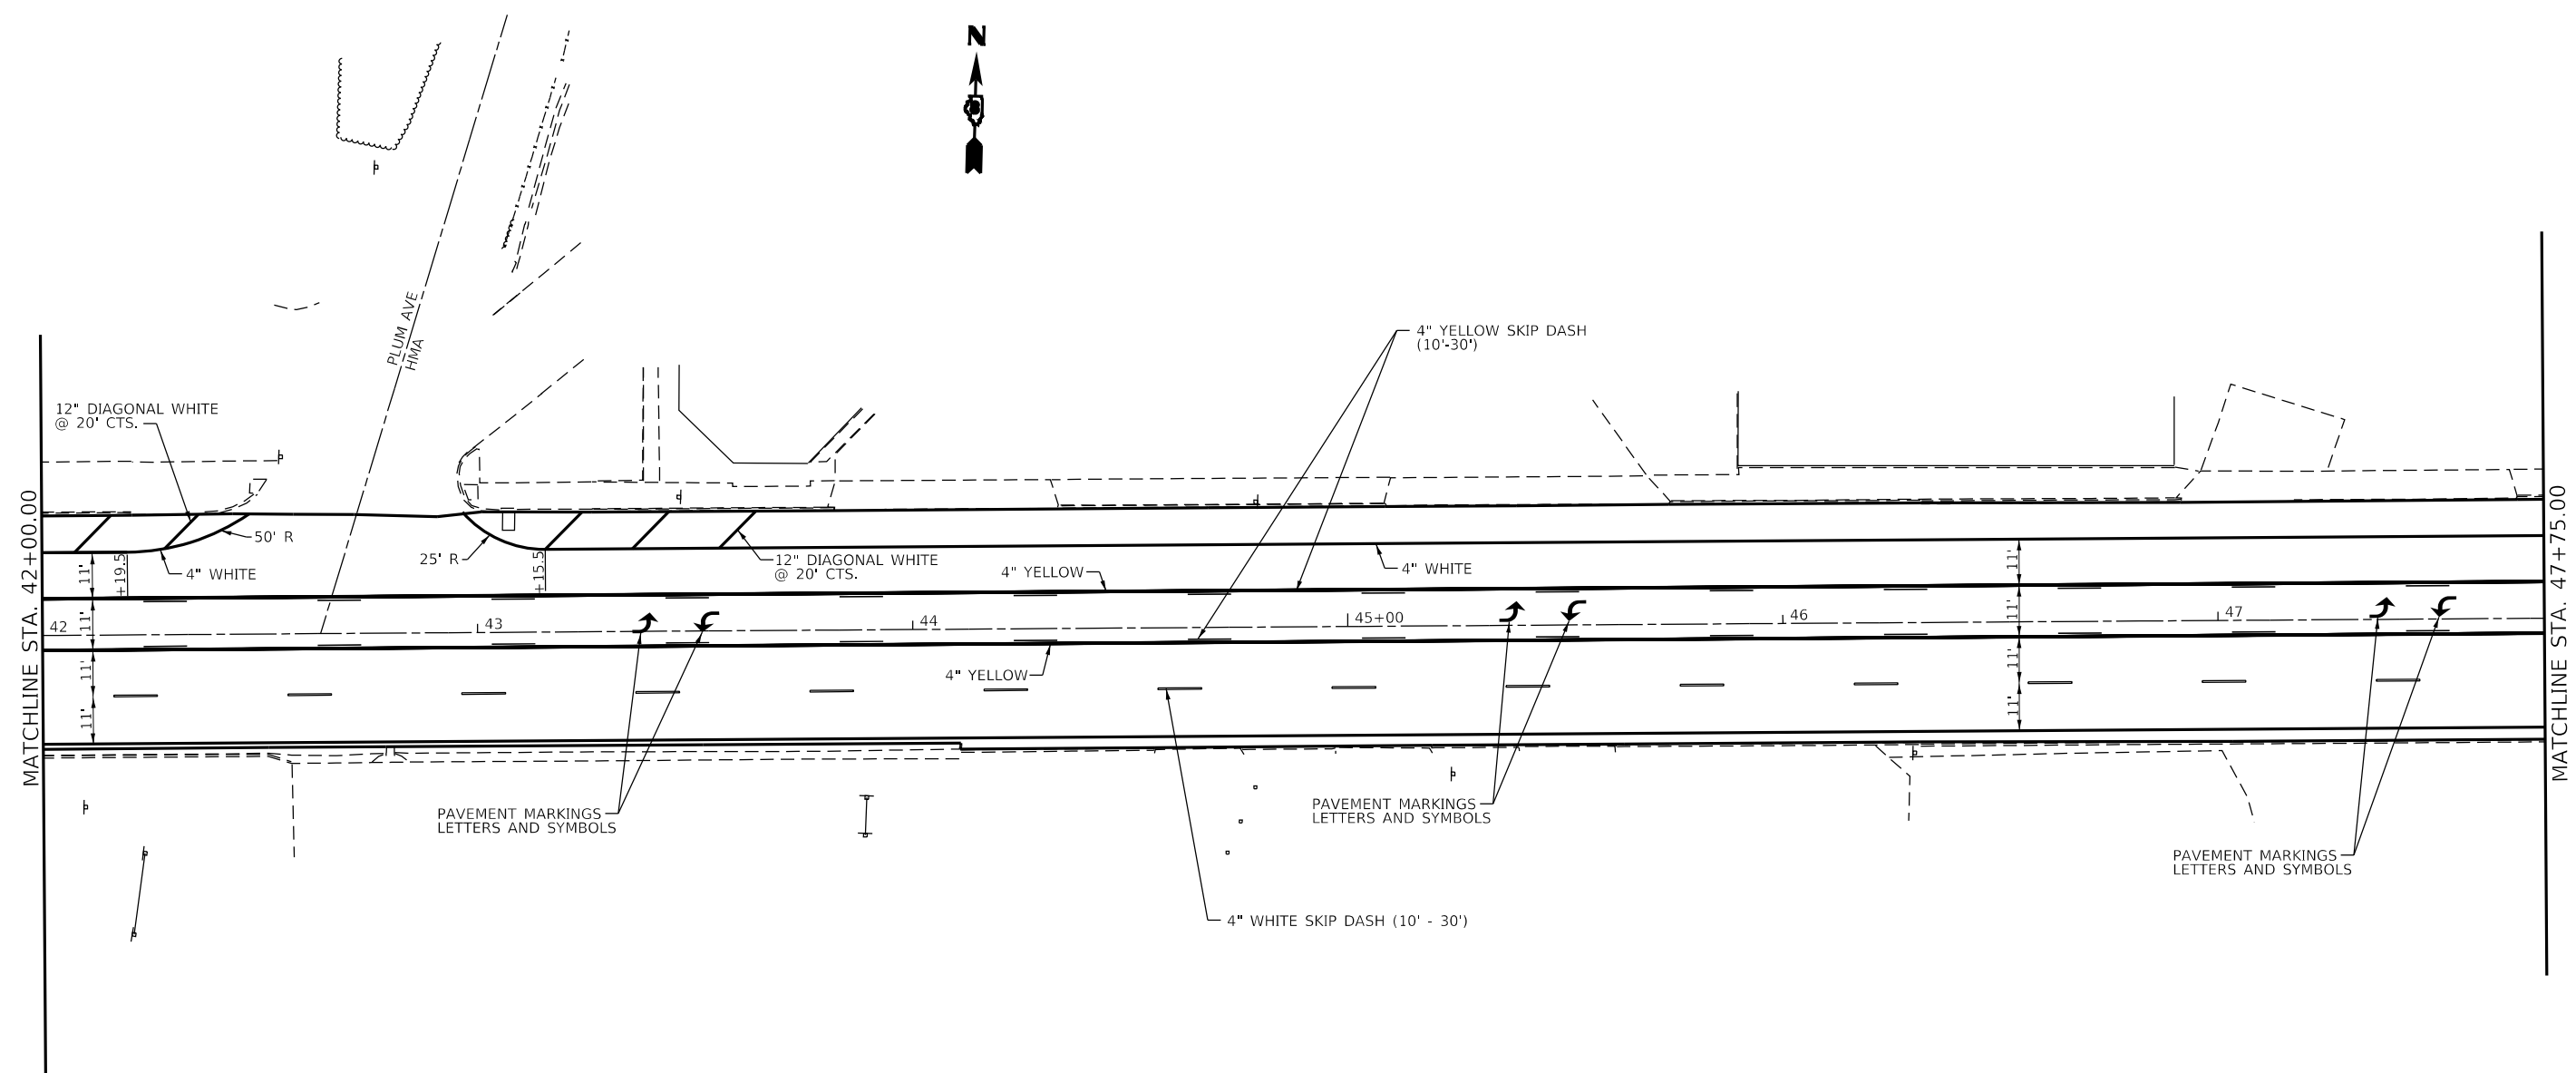 N
PLUM AVE
HMA
4" YELLOW SKIP DASH
(10'-30')
12" DIAGONAL WHITE
@ 20' CTS.
50' R
25' R
12" DIAGONAL WHITE
@ 20' CTS.
4" WHITE
4" YELLOW
4" WHITE
+19.5
+15.5
11'
11'
11'
11'
11'
11'
11'
11'
42
43
44
45+00
46
47
4" YELLOW
PAVEMENT MARKINGS
LETTERS AND SYMBOLS
PAVEMENT MARKINGS
LETTERS AND SYMBOLS
PAVEMENT MARKINGS
LETTERS AND SYMBOLS
4" WHITE SKIP DASH (10' - 30')
MATCHLINE STA. 42+00.00
MATCHLINE STA. 47+75.00